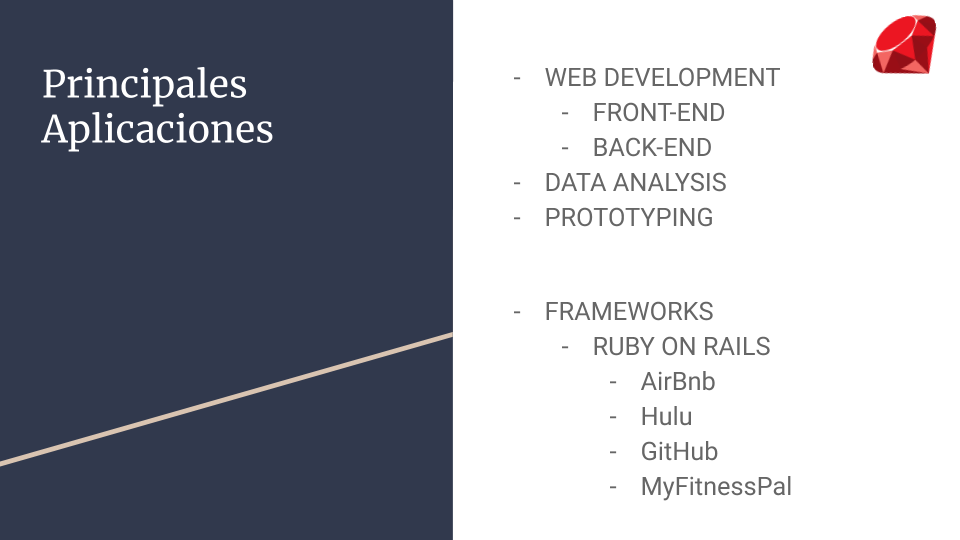 Principales
Aplicaciones
- WEB DEVELOPMENT
- FRONT-END
- BACK-END
- DATA ANALYSIS
- PROTOTYPING
- FRAMEWORKS
- RUBY ON RAILS
- AirBnb
- Hulu
- GitHub
- MyFitnessPal